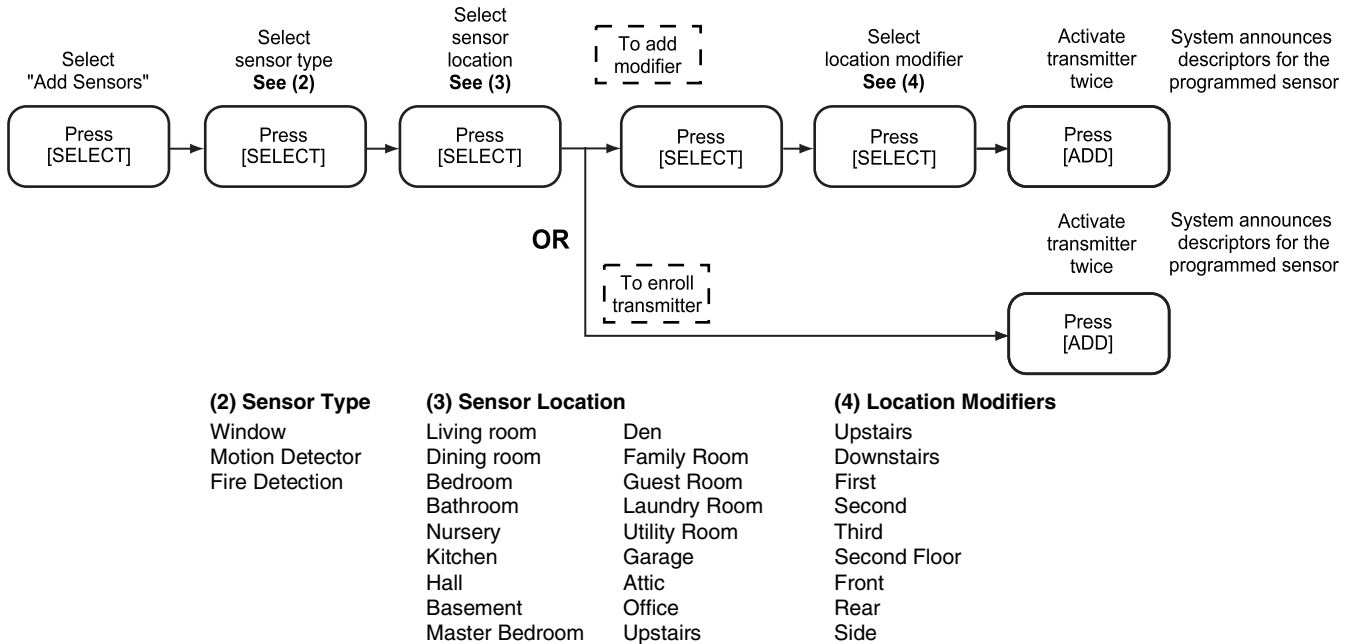 Select
"Add Sensors"
Press
[SELECT]
Select
sensor type
See (2)
Press
[SELECT]
Select
sensor
location
See (3)
Press
[SELECT]
To add
modifier
Press
[SELECT]
Select
location modifier
See (4)
Press
[SELECT]
Activate
transmitter
twice
Press
[ADD]
System announces
descriptors for the
programmed sensor
OR
To enroll
transmitter
Activate
transmitter
twice
Press
[ADD]
System announces
descriptors for the
programmed sensor
(2) Sensor Type
Window
Motion Detector
Fire Detection
(3) Sensor Location
Living room
Dining room
Bedroom
Bathroom
Nursery
Kitchen
Hall
Basement
Master Bedroom
Den
Family Room
Guest Room
Laundry Room
Utility Room
Garage
Attic
Office
Upstairs
(4) Location Modifiers
Upstairs
Downstairs
First
Second
Third
Second Floor
Front
Rear
Side